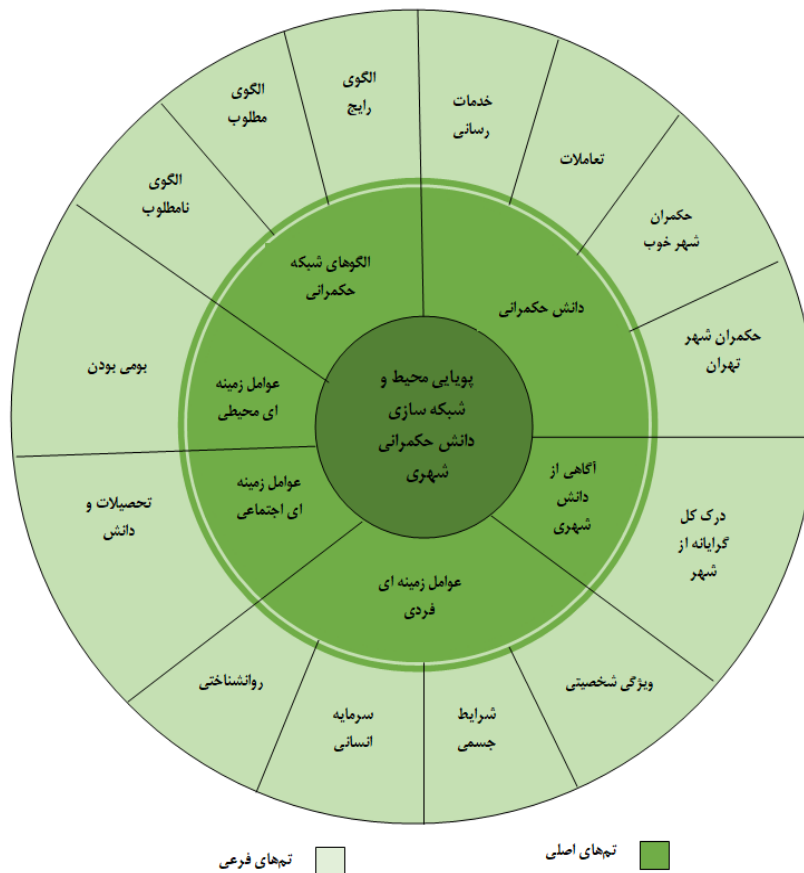 الگوی
رایج
خدمات
رسانی
الگوی
مطلوب
تعاملات
الگوی
نامطلوب
حکمران
شهر خوب
الگوهای شبکه
حکمرانی
دانش حکمرانی
حکمران شهر
تهران
بومی بودن
عوامل زمینه
ای محیطی
پویایی محیط و
شبکه سازی
دانش حکمرانی
شهری
تحصیلات و
دانش
عوامل زمینه
ای اجتماعی
آگاهی از
دانش
شهری
درک کل
گرایانه از
شهر
عوامل زمینه ای
فردی
روانشناختی
سرمایه
انسانی
شرایط
جسمی
ویژگی شخصیتی
تم‌های اصلی
تم‌های فرعی